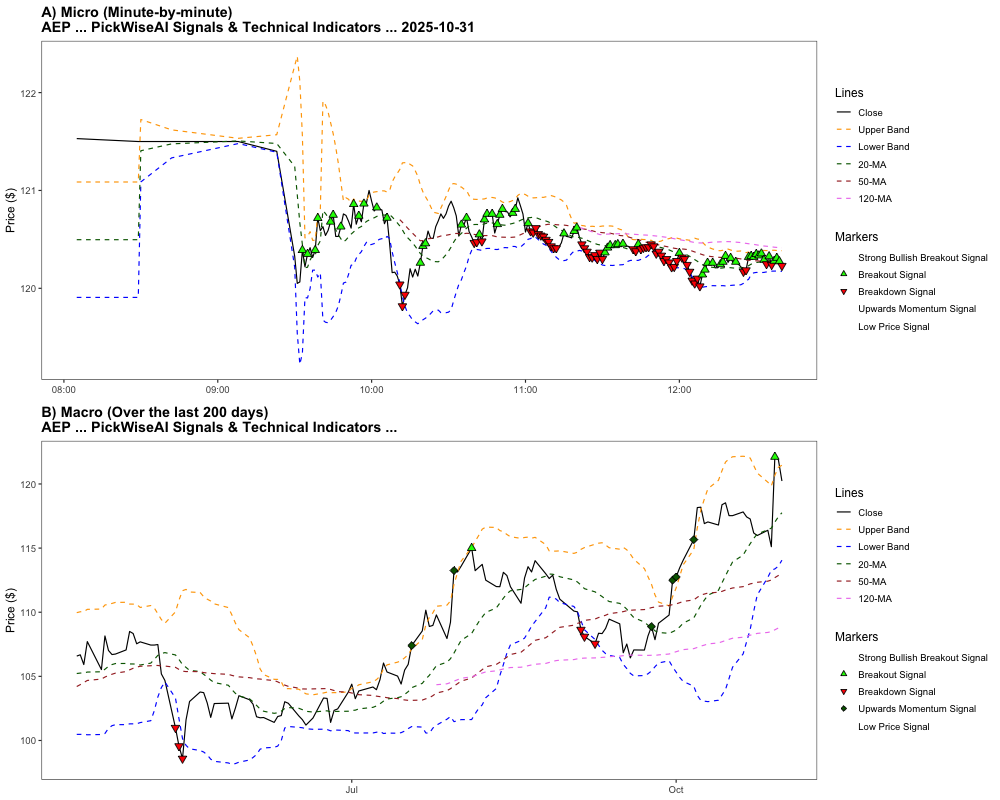 A) Micro (Minute-by-minute)
AEP ... PickWiseAI Signals & Technical Indicators ... 2025-10-31
Price ($)
122
121
120
08:00
09:00
10:00
11:00
12:00
Lines
Close
Upper Band
Lower Band
20-MA
50-MA
120-MA
Markers
Strong Bullish Breakout Signal
Breakout Signal
Breakdown Signal
Upwards Momentum Signal
Low Price Signal
B) Macro (Over the last 200 days)
AEP ... PickWiseAI Signals & Technical Indicators ...
Price ($)
120
115
110
105
100
Jul
Oct
Lines
Close
Upper Band
Lower Band
20-MA
50-MA
120-MA
Markers
Strong Bullish Breakout Signal
Breakout Signal
Breakdown Signal
Upwards Momentum Signal
Low Price Signal